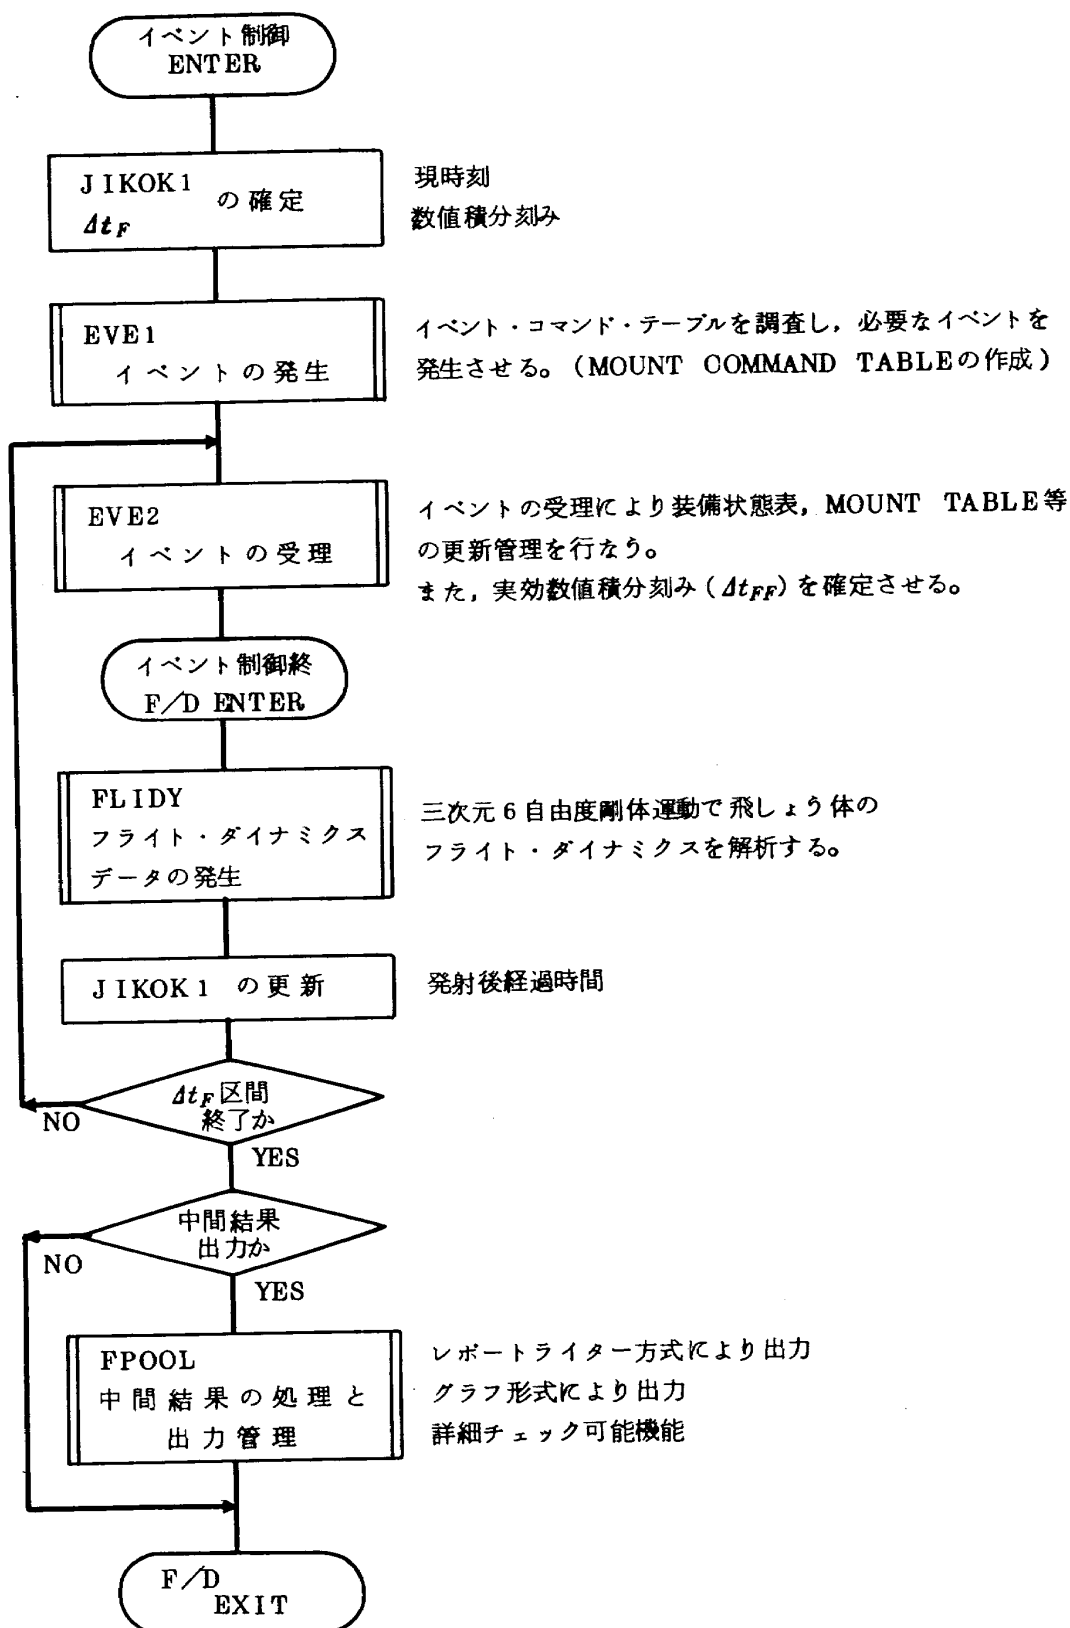 イベント制御
ENTER
JIKOK1
の確定
Δt_F
現時刻
数値積分刻み
EVE1
イベントの発生
イベント・コマンド・テーブルを調査し,必要なイベントを
発生させる。(MOUNT COMMAND TABLEの作成)
EVE2
イベントの受理
イベントの受理により装備状態表,MOUNT TABLE等
の更新管理を行なう。
また,実効数値積分刻み(Δt_FF)を確定させる。
イベント制御終
F/D ENTER
FLIDY
フライト・ダイナミクス
データの発生
三次元6自由度剛体運動で飛しょう体の
フライト・ダイナミクスを解析する。
JIKOK1 の更新
発射後経過時間
Δt_F区間
終了か
NO
YES
中間結果
出力か
NO
YES
FPOOL
中間結果の処理と
出力管理
レポートライター方式により出力
グラフ形式により出力
詳細チェック可能機能
F/D
EXIT